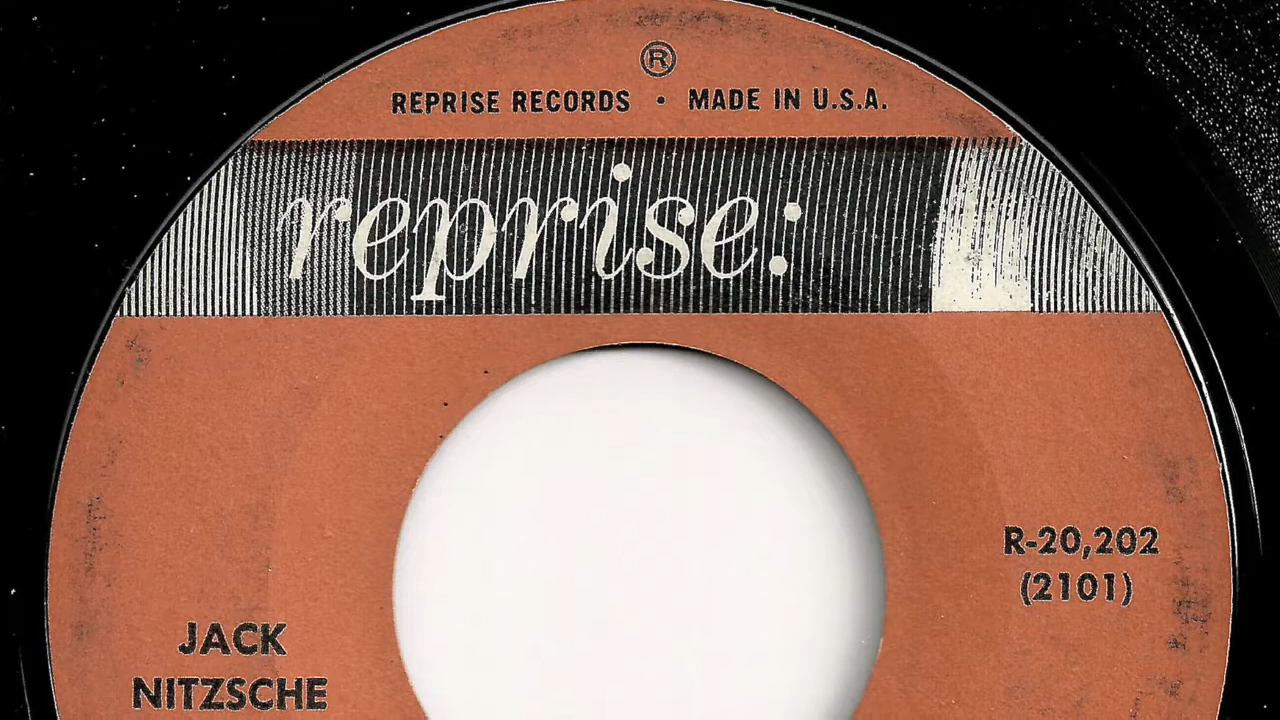 ®
REPRISE RECORDS • MADE IN U.S.A.
reprise:
R-20,202
(2101)
JACK
NITZSCHE